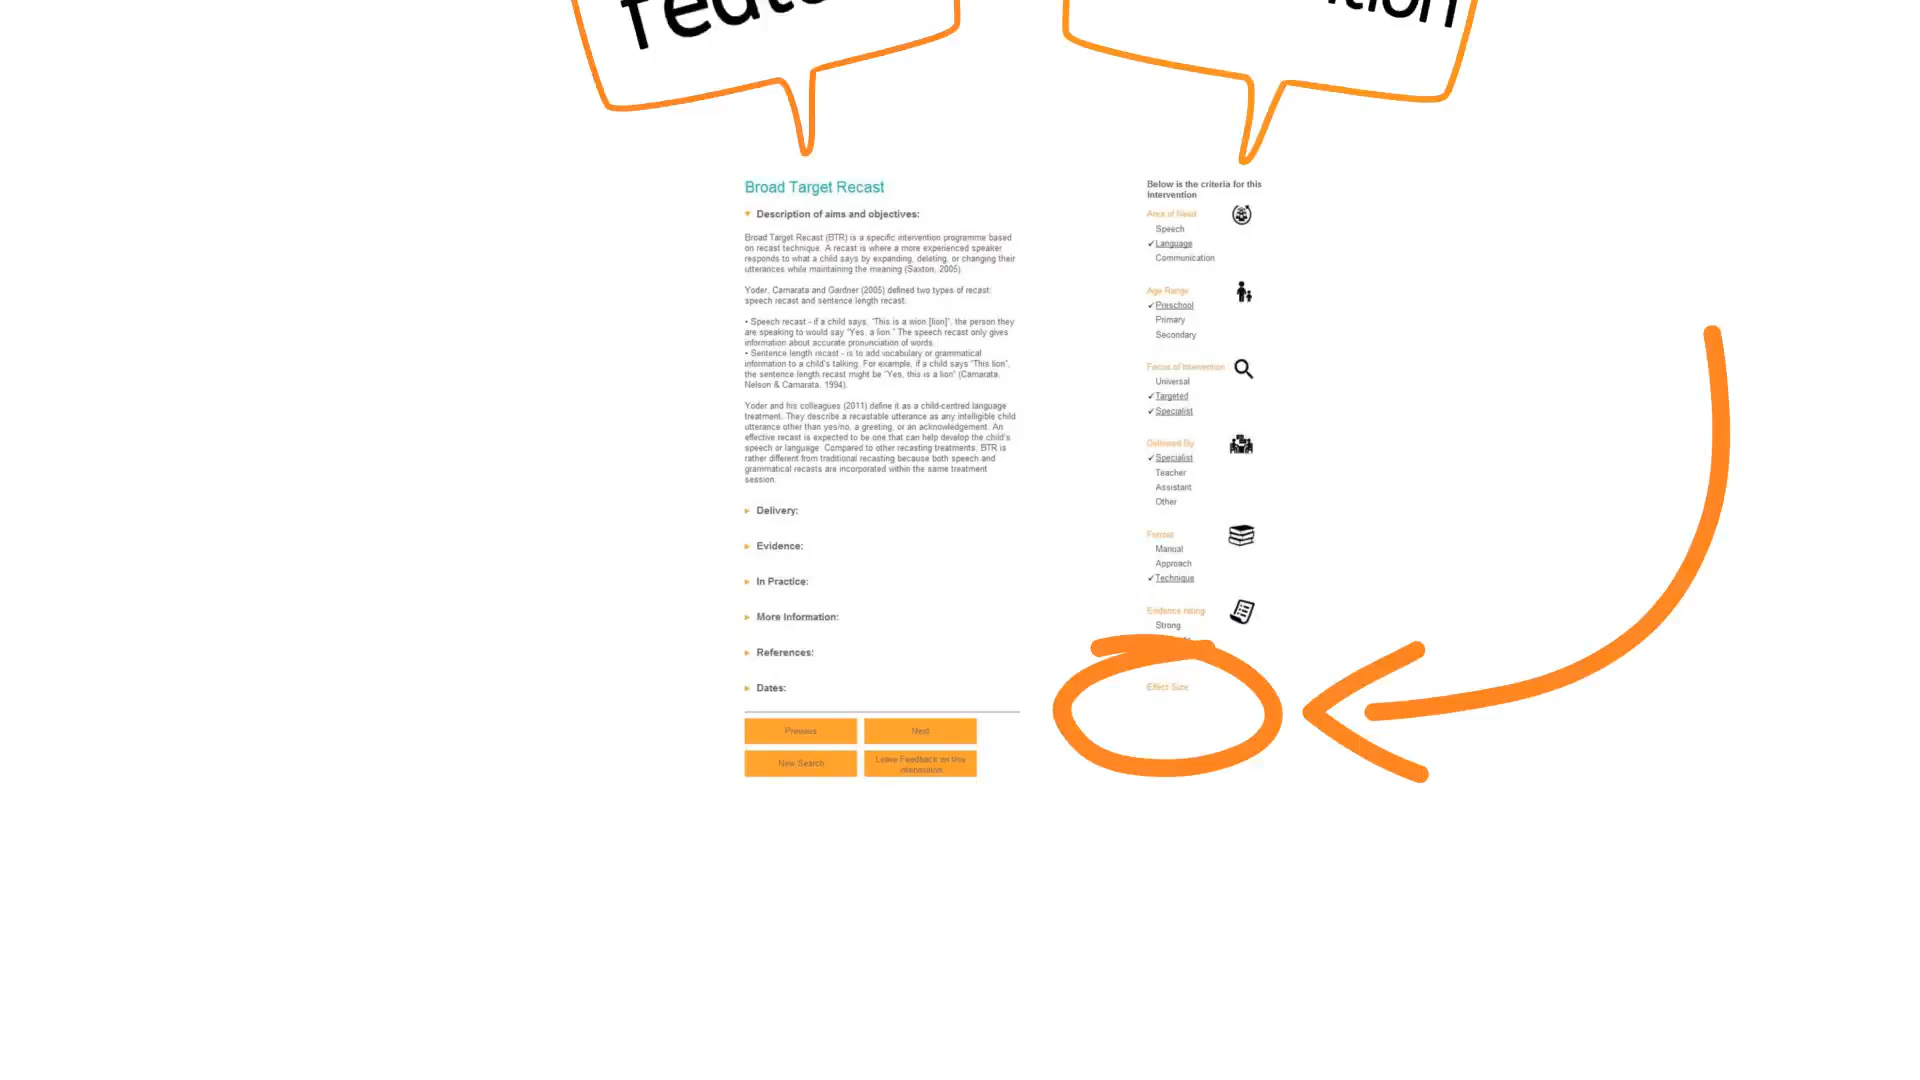 Broad Target Recast
Description of aims and objectives:
Broad Target Recast (BTR) is a specific intervention programme based
on recast technique. A recast is where a more experienced speaker
responds to what a child says by expanding, deleting, or changing their
utterances while maintaining the meaning (Saxton, 2005).
Yoder, Camarata and Gardner (2005) defined two types of recast:
speech recast and sentence length recast.
• Speech recast - if a child says, "This is a wion [lion]", the person they
are speaking to would say "Yes, a lion." The speech recast only gives
information about accurate pronunciation of words.
• Sentence length recast - is to add vocabulary or grammatical
information to a child's talking. For example, if a child says "This lion",
the sentence length recast might be "Yes, this is a lion" (Camarata,
Nelson & Camarata, 1994).
Yoder and his colleagues (2011) define it as a child-centred language
treatment. They describe a recastable utterance as any intelligible child
utterance other than yes/no, a greeting, or an acknowledgement. An
effective recast is expected to be one that can help develop the child's
speech or language. Compared to other recasting treatments, BTR is
rather different from traditional recasting because both speech and
grammatical recasts are incorporated within the same treatment
session.
Delivery:
Evidence:
In Practice:
More Information:
References:
Dates:
Previous
Next
New Search
Leave Feedback on this
intervention
Below is the criteria for this
intervention
Area of Need
Speech
✓ Language
Communication
Age Range
✓ Preschool
Primary
Secondary
Focus of Intervention
Universal
✓ Targeted
✓ Specialist
Delivered By
✓ Specialist
Teacher
Assistant
Other
Format
Manual
Approach
✓ Technique
Evidence rating
Strong
Effect Size